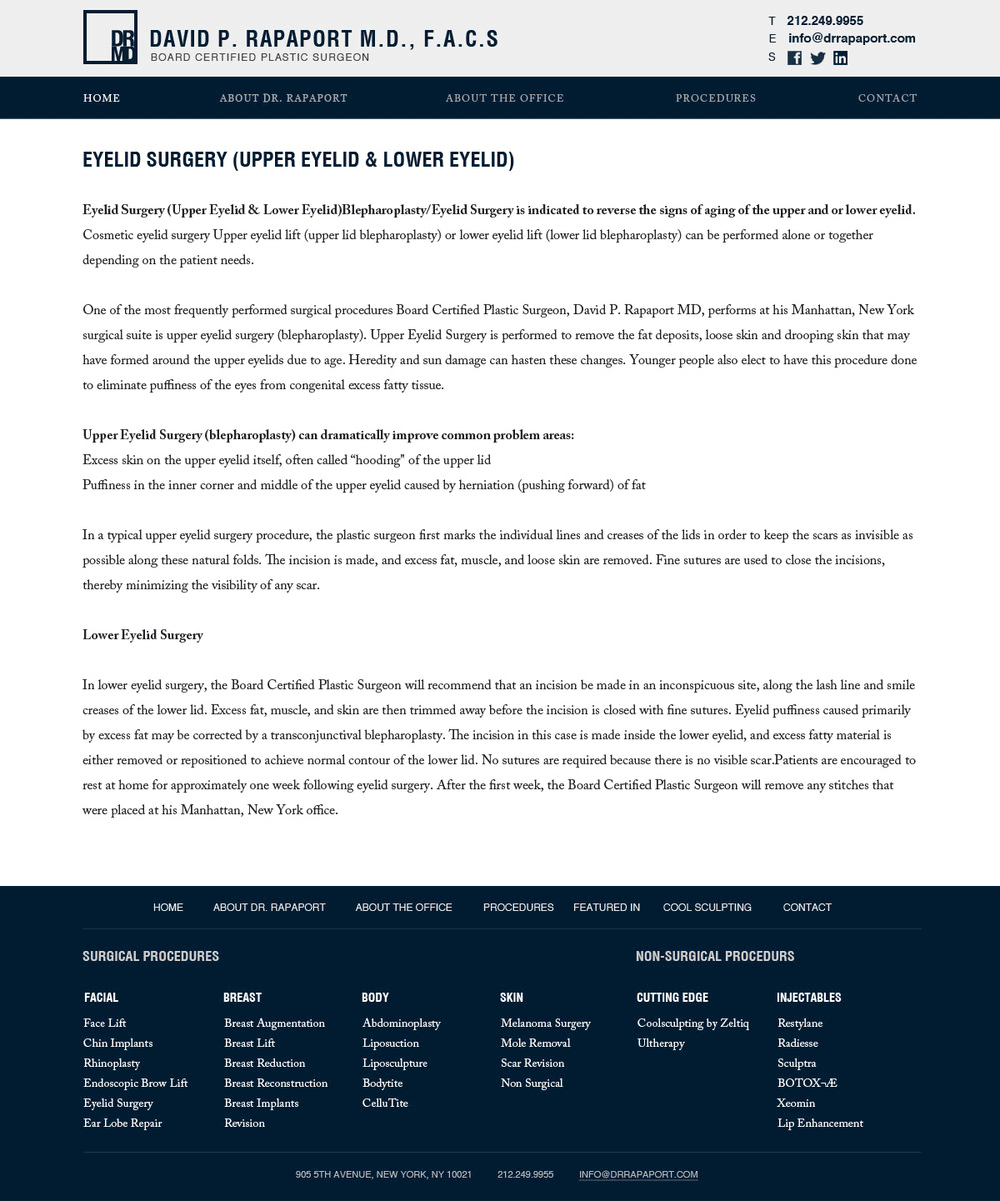 DR
MD
DAVID P. RAPAPORT M.D., F.A.C.S
BOARD CERTIFIED PLASTIC SURGEON
T 212.249.9955
E info@drrapaport.com
S
HOME ABOUT DR. RAPAPORT ABOUT THE OFFICE PROCEDURES CONTACT
EYELID SURGERY (UPPER EYELID & LOWER EYELID)
Eyelid Surgery (Upper Eyelid & Lower Eyelid)Blepharoplasty/Eyelid Surgery is indicated to reverse the signs of aging of the upper and or lower eyelid.
Cosmetic eyelid surgery Upper eyelid lift (upper lid blepharoplasty) or lower eyelid lift (lower lid blepharoplasty) can be performed alone or together
depending on the patient needs.
One of the most frequently performed surgical procedures Board Certified Plastic Surgeon, David P. Rapaport MD, performs at his Manhattan, New York
surgical suite is upper eyelid surgery (blepharoplasty). Upper Eyelid Surgery is performed to remove the fat deposits, loose skin and drooping skin that may
have formed around the upper eyelids due to age. Heredity and sun damage can hasten these changes. Younger people also elect to have this procedure done
to eliminate puffiness of the eyes from congenital excess fatty tissue.
Upper Eyelid Surgery (blepharoplasty) can dramatically improve common problem areas:
Excess skin on the upper eyelid itself, often called “hooding” of the upper lid
Puffiness in the inner corner and middle of the upper eyelid caused by herniation (pushing forward) of fat
In a typical upper eyelid surgery procedure, the plastic surgeon first marks the individual lines and creases of the lids in order to keep the scars as invisible as
possible along these natural folds. The incision is made, and excess fat, muscle, and loose skin are removed. Fine sutures are used to close the incisions,
thereby minimizing the visibility of any scar.
Lower Eyelid Surgery
In lower eyelid surgery, the Board Certified Plastic Surgeon will recommend that an incision be made in an inconspicuous site, along the lash line and smile
creases of the lower lid. Excess fat, muscle, and skin are then trimmed away before the incision is closed with fine sutures. Eyelid puffiness caused primarily
by excess fat may be corrected by a transconjunctival blepharoplasty. The incision in this case is made inside the lower eyelid, and excess fatty material is
either removed or repositioned to achieve normal contour of the lower lid. No sutures are required because there is no visible scar.Patients are encouraged to
rest at home for approximately one week following eyelid surgery. After the first week, the Board Certified Plastic Surgeon will remove any stitches that
were placed at his Manhattan, New York office.
HOME ABOUT DR. RAPAPORT ABOUT THE OFFICE PROCEDURES FEATURED IN COOL SCULPTING CONTACT
SURGICAL PROCEDURES NON-SURGICAL PROCEDURS
FACIAL BREAST BODY SKIN CUTTING EDGE INJECTABLES
Face Lift Breast Augmentation Abdominoplasty Melanoma Surgery Coolsculpting by Zeltiq Restylane
Chin Implants Breast Lift Liposuction Mole Removal Ultherapy Radiesse
Rhinoplasty Breast Reduction Liposculpture Scar Revision Sculptra
Endoscopic Brow Lift Breast Reconstruction Bodytite Non Surgical BOTOX¬Æ
Eyelid Surgery Breast Implants CelluTite Xeomin
Ear Lobe Repair Revision Lip Enhancement
905 5TH AVENUE, NEW YORK, NY 10021 212.249.9955 INFO@DRRAPAPORT.COM